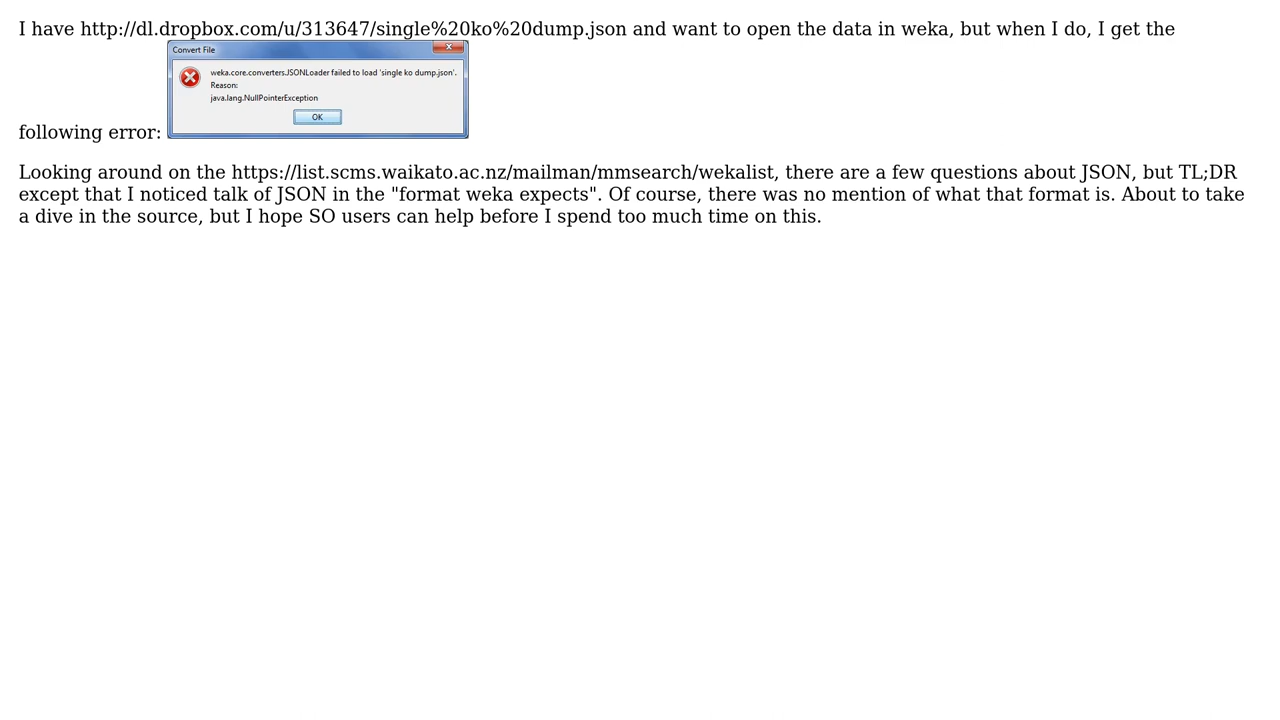 I have http://dl.dropbox.com/u/313647/single%20ko%20dump.json and want to open the data in weka, but when I do, I get the
Convert File
weka.core.converters.JSONLoader failed to load 'single ko dump.json'.
Reason:
java.lang.NullPointerException
OK
following error:
Looking around on the https://list.scms.waikato.ac.nz/mailman/mmsearch/wekalist, there are a few questions about JSON, but TL;DR
except that I noticed talk of JSON in the "format weka expects". Of course, there was no mention of what that format is. About to take
a dive in the source, but I hope SO users can help before I spend too much time on this.